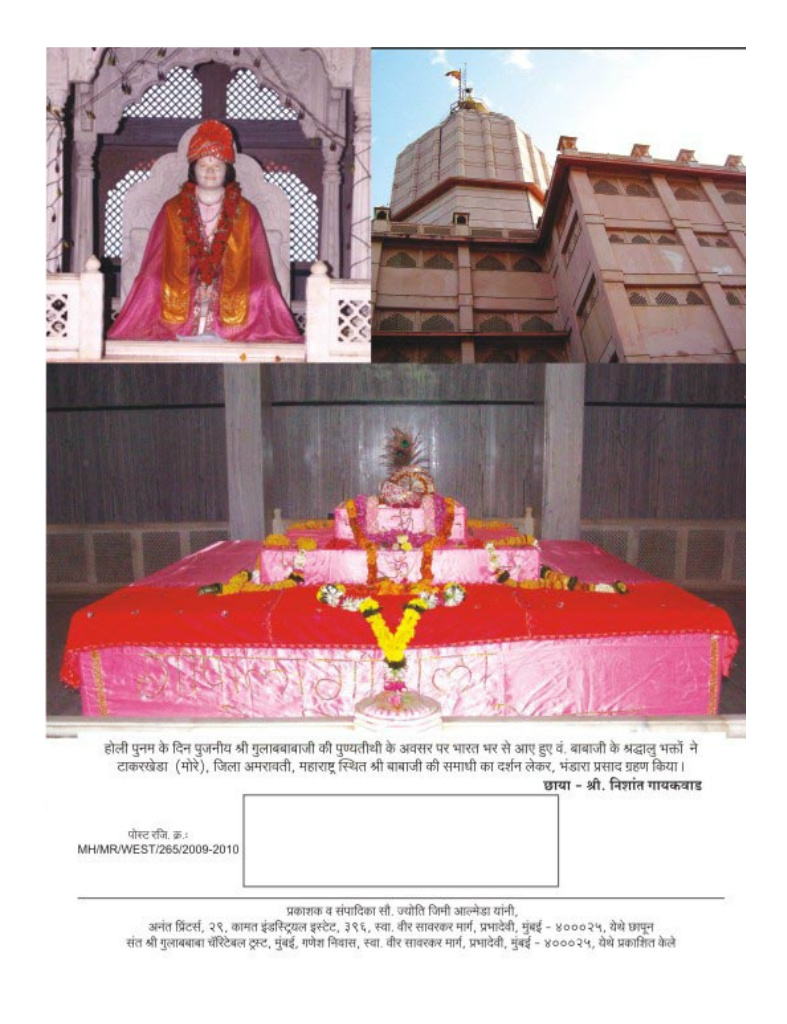 होली पुनम के दिन पुजनीय श्री गुलाबबाबाजी की पुण्यतीथी के अवसर पर भारत भर से आए हुए वं. बाबाजी के श्रद्धालु भक्तों ने
टाकरखेडा (मोरे), जिला अमरावती, महाराष्ट्र स्थित श्री बाबाजी की समाधी का दर्शन लेकर, भंडारा प्रसाद ग्रहण किया।
छाया - श्री. निशांत गायकवाड
पोस्ट रजि. क्र.:
MH/MR/WEST/265/2009-2010
प्रकाशक व संपादिका सौ. ज्योति जिमी आल्मेडा यांनी,
अनंत प्रिंटर्स, २९, कामत इंडस्ट्रियल इस्टेट, ३९६, स्वा. वीर सावरकर मार्ग, प्रभादेवी, मुंबई - ४०००२५, येथे छापून
संत श्री गुलाबबाबा चॅरिटेबल ट्रस्ट, मुंबई, गणेश निवास, स्वा. वीर सावरकर मार्ग, प्रभादेवी, मुंबई - ४०००२५, येथे प्रकाशित केले